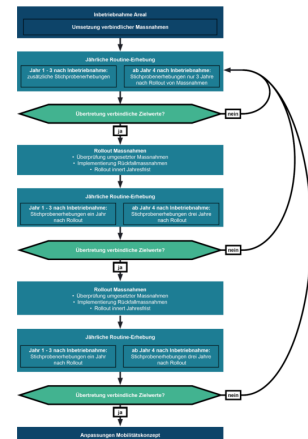 Inbetriebnahme Areal
Umsetzung verbindlicher Massnahmen
Jährliche Routine-Erhebung
Jahr 1 - 3 nach Inbetriebnahme:
zusätzliche Stichprobenerhebungen
ab Jahr 4 nach Inbetriebnahme:
Stichprobenerhebungen nur 3 Jahre
nach Rollout von Massnahmen
Übertretung verbindliche Zielwerte?
nein
ja
Rollout Massnahmen
• Überprüfung umgesetzter Massnahmen
• Implementierung Rückfallmassnahmen
• Rollout innert Jahresfrist
Jährliche Routine-Erhebung
Jahr 1 - 3 nach Inbetriebnahme:
Stichprobenerhebungen ein Jahr
nach Rollout
ab Jahr 4 nach Inbetriebnahme:
Stichprobenerhebungen drei Jahre
nach Rollout
Übertretung verbindliche Zielwerte?
nein
ja
Rollout Massnahmen
• Überprüfung umgesetzter Massnahmen
• Implementierung Rückfallmassnahmen
• Rollout innert Jahresfrist
Jährliche Routine-Erhebung
Jahr 1 - 3 nach Inbetriebnahme:
Stichprobenerhebungen ein Jahr
nach Rollout
ab Jahr 4 nach Inbetriebnahme:
Stichprobenerhebungen drei Jahre
nach Rollout
Übertretung verbindliche Zielwerte?
nein
ja
Anpassungen Mobilitätskonzept